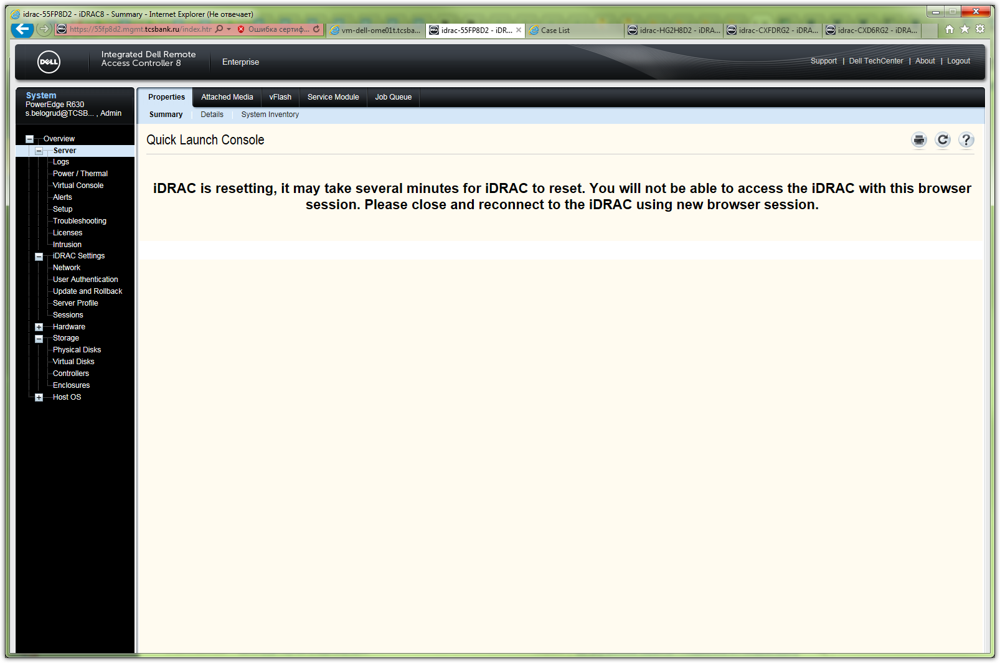 idrac-55FP8D2 - iDRAC8 - Summary - Internet Explorer (Не отвечает)
https://55fp8d2.mgmt.tcsbank.ru/index.htr
Ошибка сертиф...
vm-dell-ome01t.tcsba...
idrac-55FP8D2 - iDR...
Case List
idrac-HG2H8D2 - iDRA...
idrac-CXFDRG2 - iDRA...
idrac-CXD6RG2 - iDRA...
DELL
Integrated Dell Remote
Access Controller 8
Enterprise
Support | Dell TechCenter | About | Logout
System
PowerEdge R630
s.belogrud@TCSB... , Admin
Properties
Attached Media
vFlash
Service Module
Job Queue
Summary
Details
System Inventory
Overview
Server
Logs
Power / Thermal
Virtual Console
Alerts
Setup
Troubleshooting
Licenses
Intrusion
iDRAC Settings
Network
User Authentication
Update and Rollback
Server Profile
Sessions
Hardware
Storage
Physical Disks
Virtual Disks
Controllers
Enclosures
Host OS
Quick Launch Console
iDRAC is resetting, it may take several minutes for iDRAC to reset. You will not be able to access the iDRAC with this browser
session. Please close and reconnect to the iDRAC using new browser session.